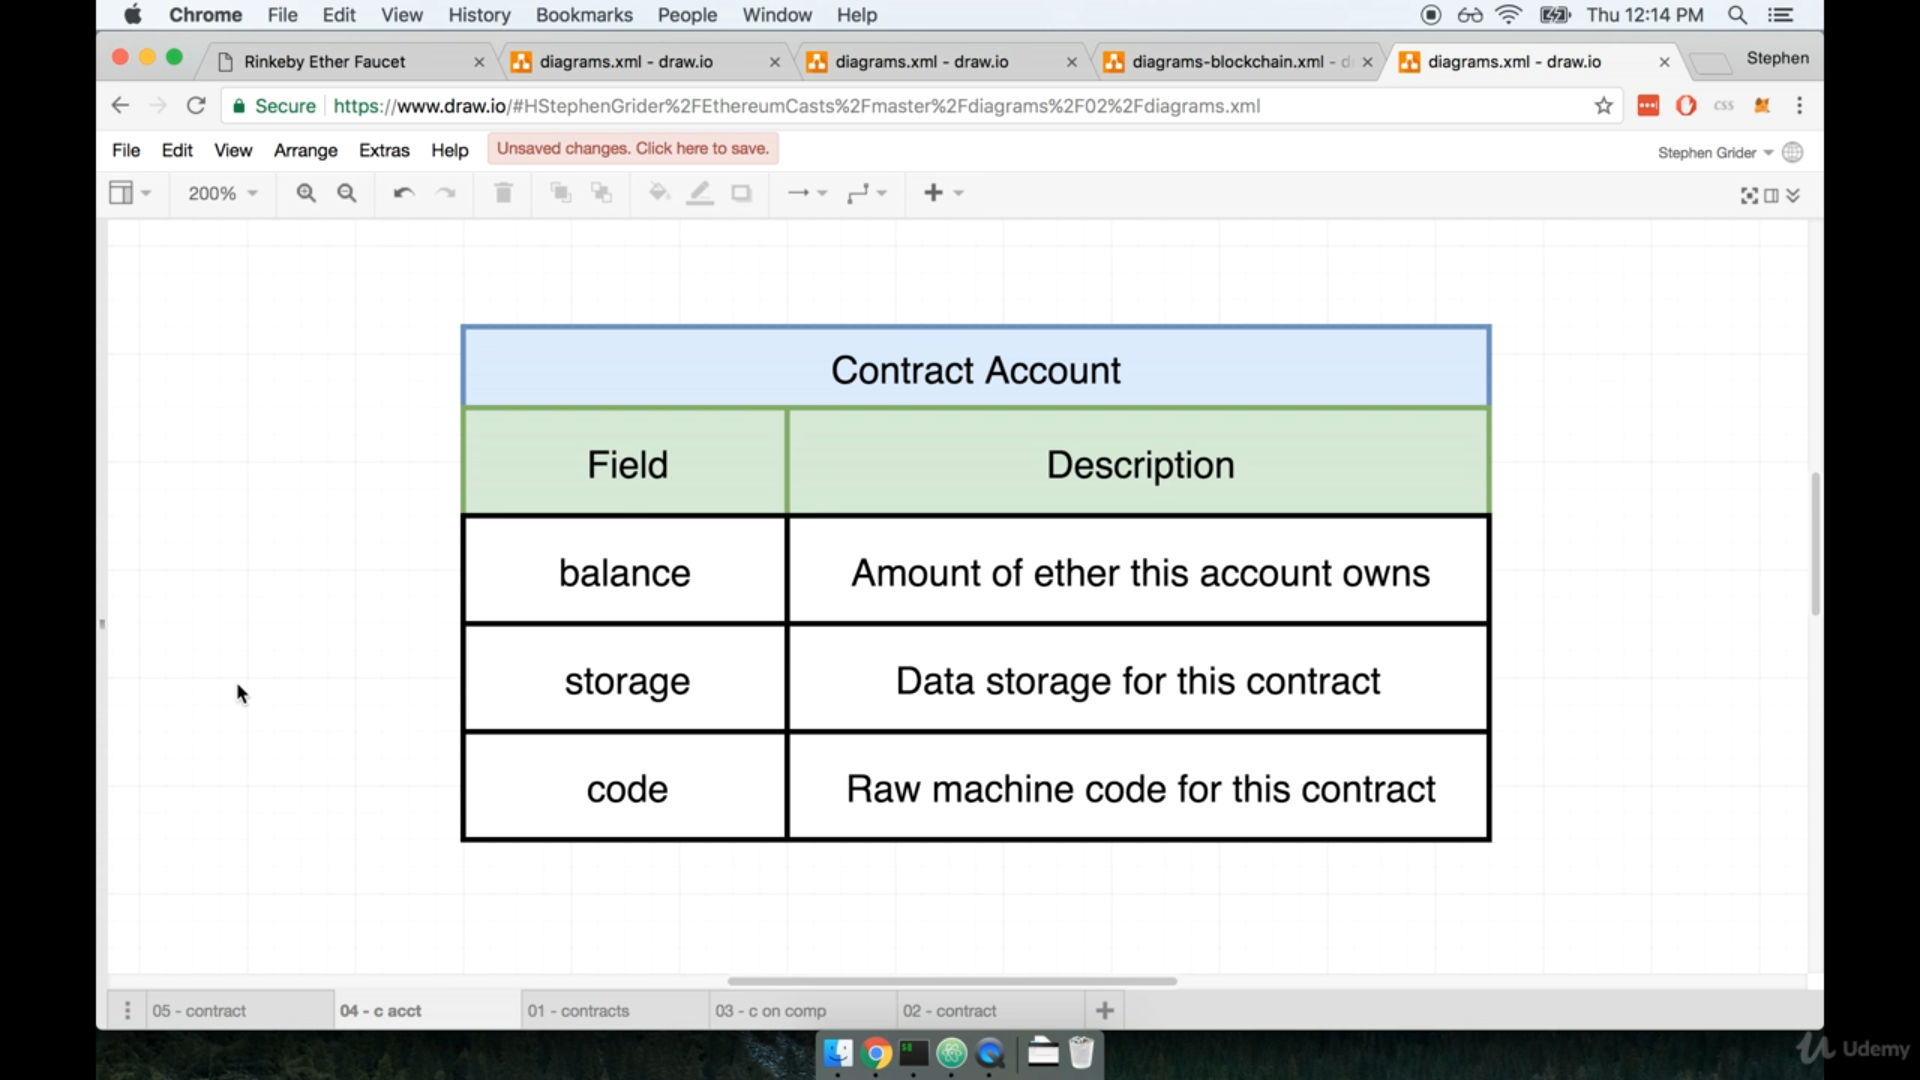 Chrome File Edit View History Bookmarks People Window Help Thu 12:14 PM
Rinkeby Ether Faucet diagrams.xml - draw.io diagrams.xml - draw.io diagrams-blockchain.xml - d diagrams.xml - draw.io Stephen
Secure https://www.draw.io/#HStephenGrider%2FEthereumCasts%2Fmaster%2Fdiagrams%2F02%2Fdiagrams.xml CSS
File Edit View Arrange Extras Help Unsaved changes. Click here to save. Stephen Grider
200%
Contract Account
Field Description
balance Amount of ether this account owns
storage Data storage for this contract
code Raw machine code for this contract
05 - contract 04 - c acct 01 - contracts 03 - c on comp 02 - contract
Udemy